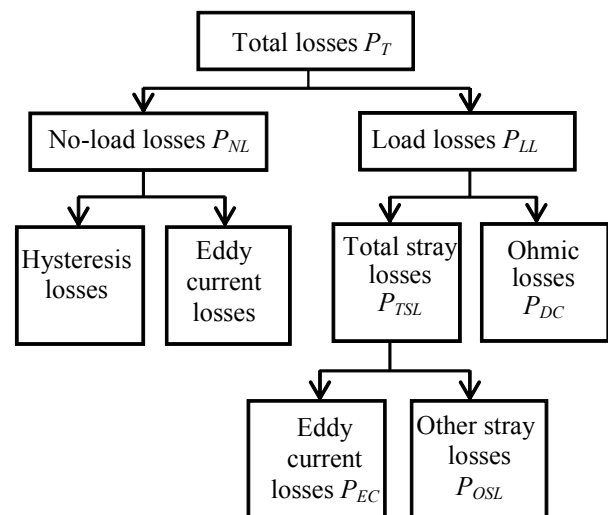 Total losses P_T
No-load losses P_NL
Load losses P_LL
Hysteresis
losses
Eddy
current
losses
Total stray
losses
P_TSL
Ohmic
losses
P_DC
Eddy
current
losses P_EC
Other stray
losses
P_OSL